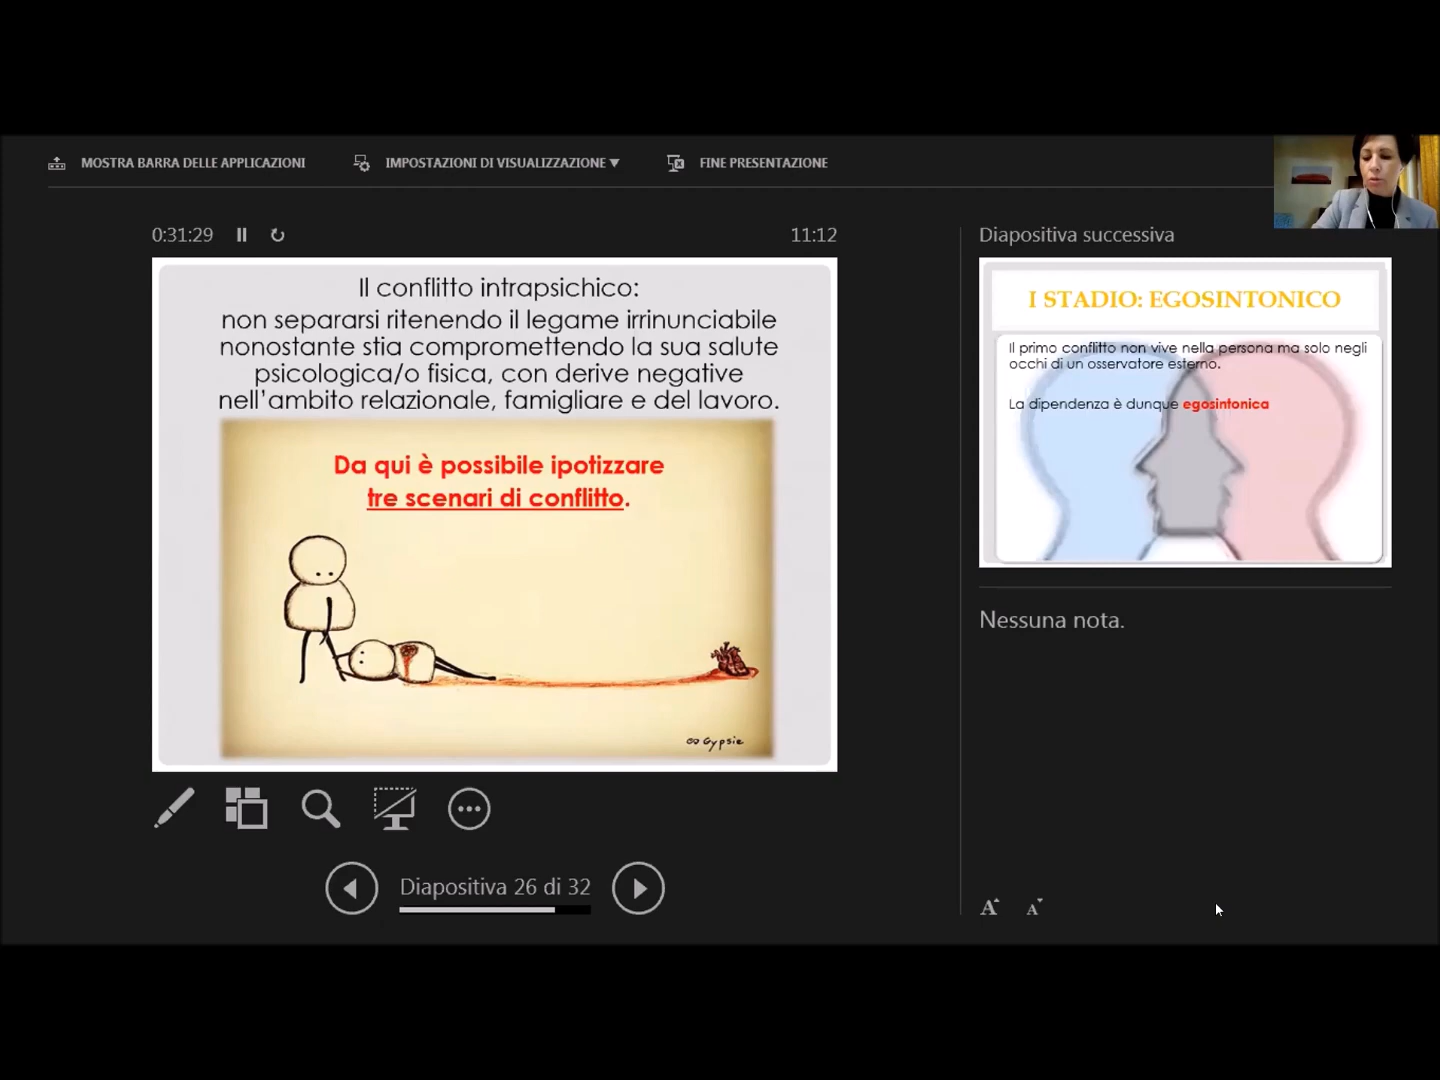 MOSTRA BARRA DELLE APPLICAZIONI
IMPOSTAZIONI DI VISUALIZZAZIONE ▼
FINE PRESENTAZIONE
0:31:29
11:12
Il conflitto intrapsichico:
non separarsi ritenendo il legame irrinunciabile
nonostante stia compromettendo la sua salute
psicologica/o fisica, con derive negative
nell'ambito relazionale, famigliare e del lavoro.
Da qui è possibile ipotizzare
tre scenari di conflitto.
∞ Gypsie
Diapositiva 26 di 32
Diapositiva successiva
I STADIO: EGOSINTONICO
Il primo conflitto non vive nella persona ma solo negli
occhi di un osservatore esterno.
La dipendenza è dunque egosintonica
Nessuna nota.
A A